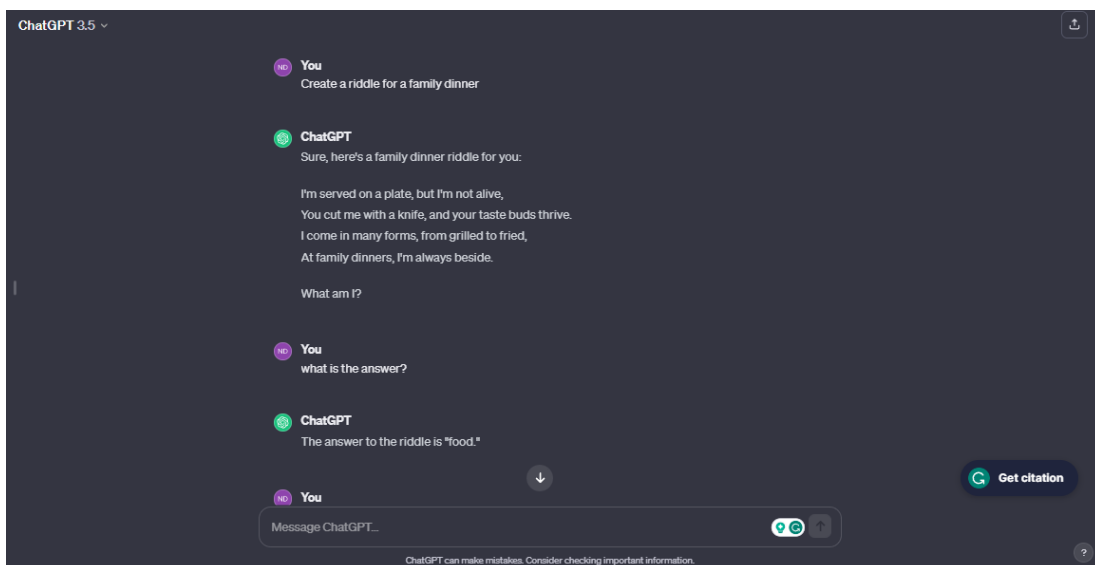 ChatGPT 3.5
ND
You
Create a riddle for a family dinner
ChatGPT
Sure, here's a family dinner riddle for you:
I'm served on a plate, but I'm not alive,
You cut me with a knife, and your taste buds thrive.
I come in many forms, from grilled to fried,
At family dinners, I'm always beside.
What am I?
ND
You
what is the answer?
ChatGPT
The answer to the riddle is "food."
Get citation
ND
You
Message ChatGPT...
ChatGPT can make mistakes. Consider checking important information.
?